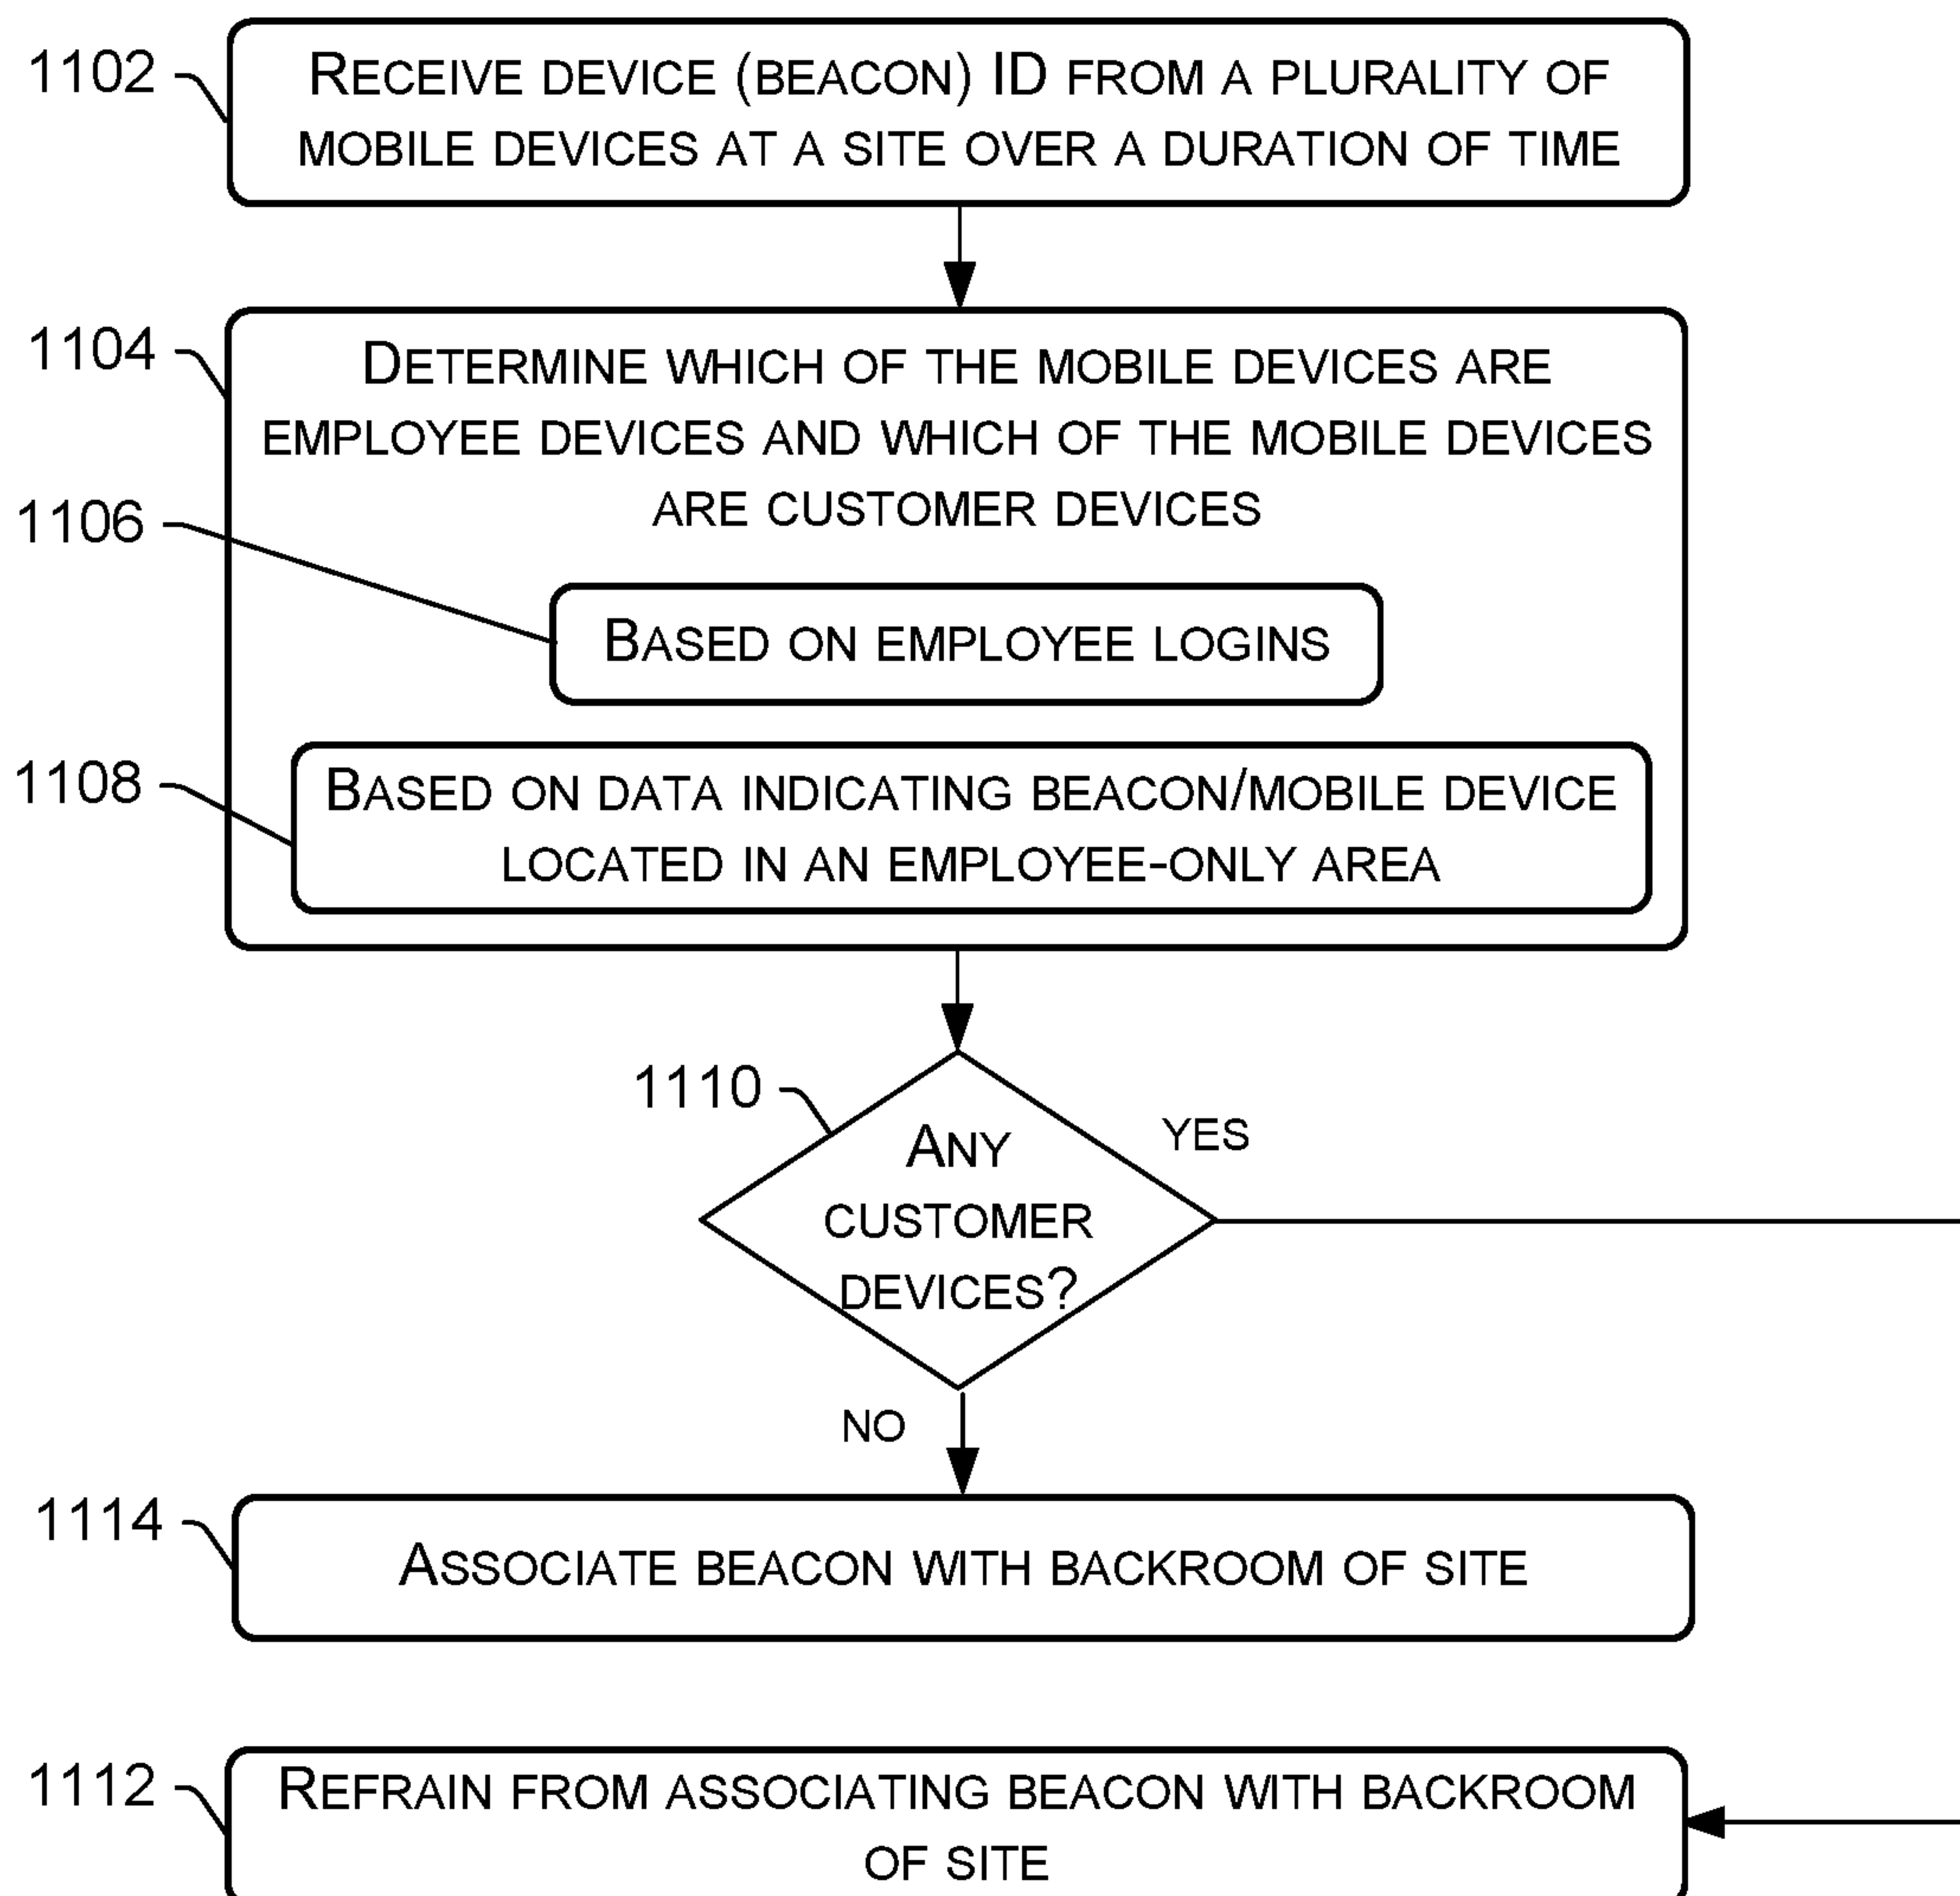 1102
RECEIVE DEVICE (BEACON) ID FROM A PLURALITY OF
MOBILE DEVICES AT A SITE OVER A DURATION OF TIME
1104
DETERMINE WHICH OF THE MOBILE DEVICES ARE
EMPLOYEE DEVICES AND WHICH OF THE MOBILE DEVICES
ARE CUSTOMER DEVICES
1106
BASED ON EMPLOYEE LOGINS
1108
BASED ON DATA INDICATING BEACON/MOBILE DEVICE
LOCATED IN AN EMPLOYEE-ONLY AREA
1110
ANY
CUSTOMER
DEVICES?
YES
NO
1114
ASSOCIATE BEACON WITH BACKROOM OF SITE
1112
REFRAIN FROM ASSOCIATING BEACON WITH BACKROOM
OF SITE